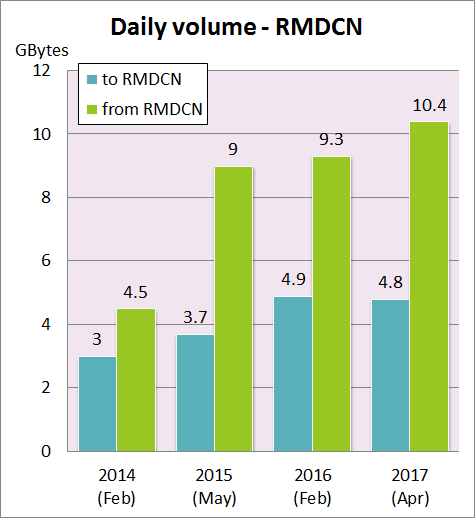 Daily volume - RMDCN
GBytes
12
to RMDCN
from RMDCN
10
8
6
4
2
0
3
4.5
3.7
9
4.9
9.3
4.8
10.4
2014
(Feb)
2015
(May)
2016
(Feb)
2017
(Apr)